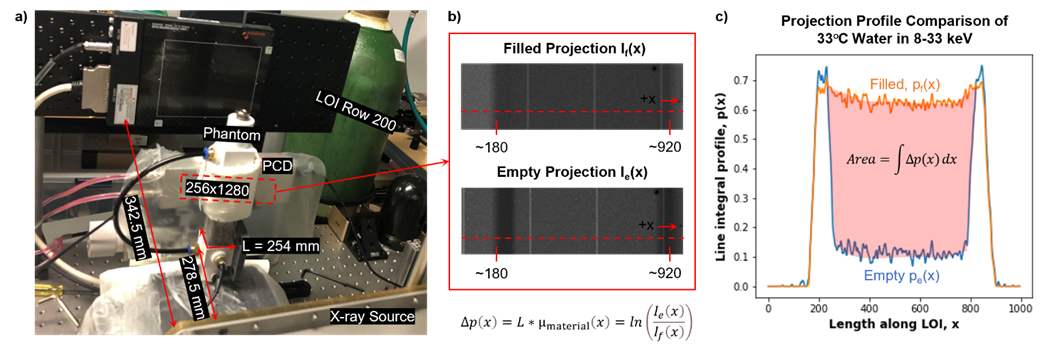 a)
LOI Row 200
Phantom
PCD
256x1280
342.5 mm
L = 254 mm
278.5 mm
X-ray Source
b)
Filled Projection If(x)
+x
~180
~920
Empty Projection Ie(x)
+x
~180
~920
Δp(x) = L * μmaterial(x) = ln(Ie(x)/If(x))
c)
Projection Profile Comparison of
33°C Water in 8-33 keV
Line integral profile, p(x)
0.7
0.6
0.5
0.4
0.3
0.2
0.1
0.0
Filled, pf(x)
Area = ∫Δp(x) dx
Empty pe(x)
0 200 400 600 800 1000
Length along LOI, x